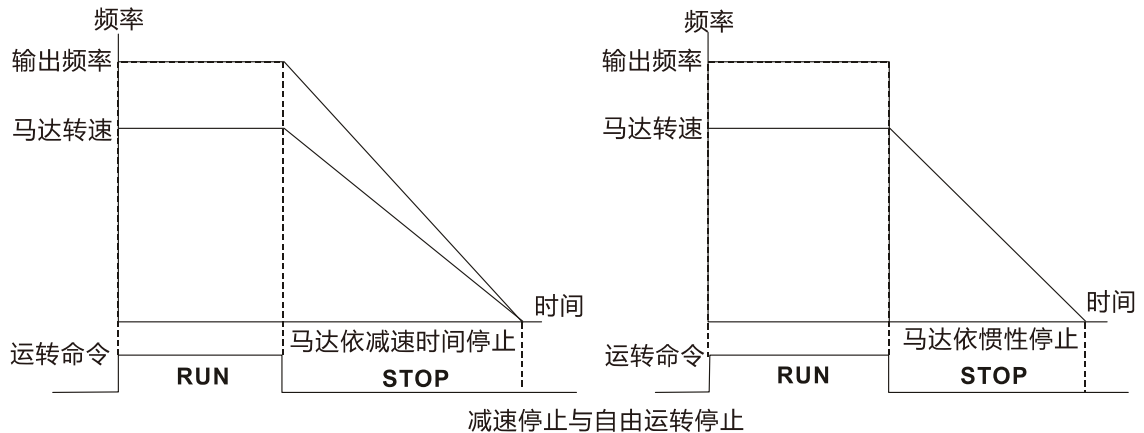 频率
输出频率
马达转速
时间
马达依减速时间停止
运转命令
RUN
STOP
频率
输出频率
马达转速
时间
马达依惯性停止
运转命令
RUN
STOP
减速停止与自由运转停止